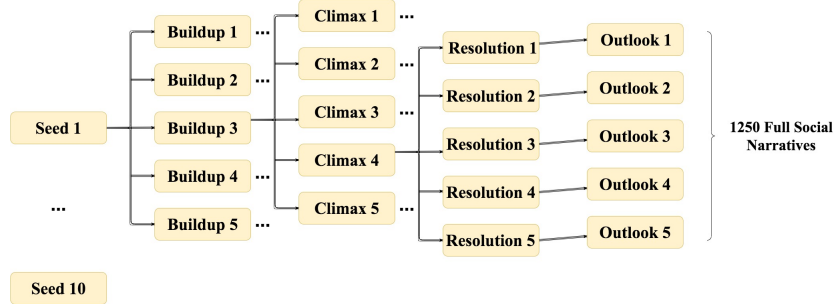 Seed 1
...
Seed 10
Buildup 1
...
Buildup 2
...
Buildup 3
Buildup 4
...
Buildup 5
...
Climax 1
...
Climax 2
...
Climax 3
...
Climax 4
Climax 5
...
Resolution 1
Resolution 2
Resolution 3
Resolution 4
Resolution 5
Outlook 1
Outlook 2
Outlook 3
Outlook 4
Outlook 5
1250 Full Social
Narratives